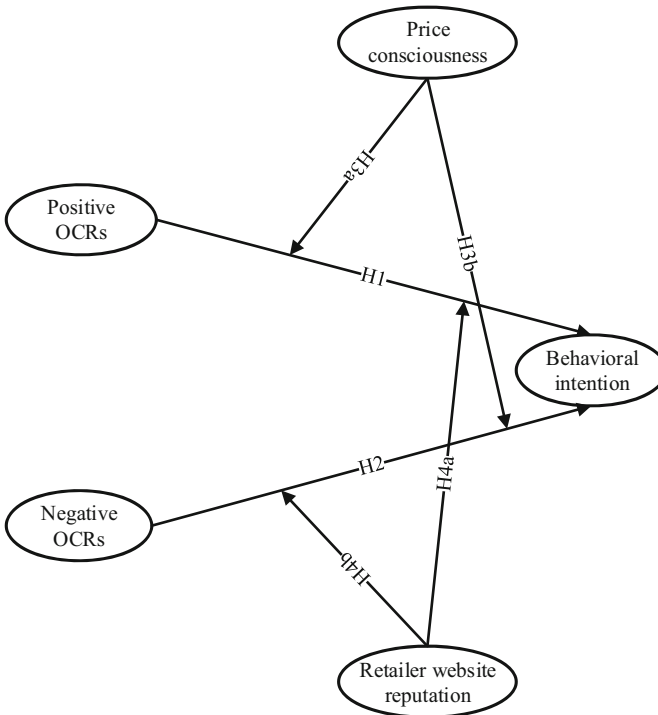 Price
consciousness
H3a
Positive
OCRs
H3b
H1
Behavioral
intention
H2
H4a
Negative
OCRs
H4b
Retailer website
reputation